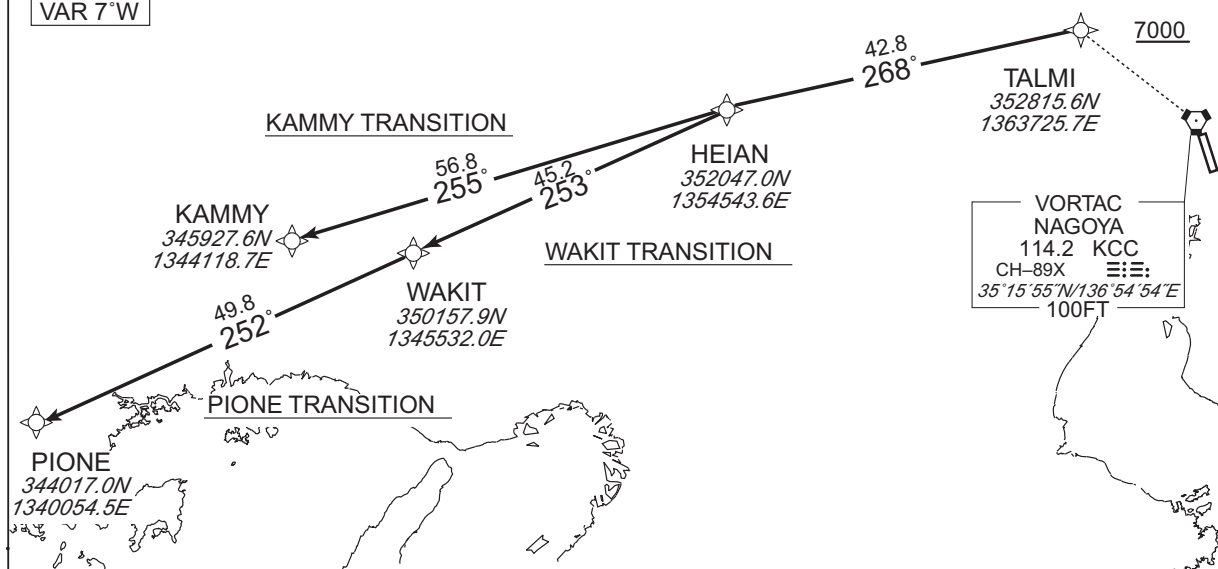 VAR 7˚W
7000
42.8
268˚
TALMI
352815.6N
1363725.7E
KAMMY TRANSITION
HEIAN
352047.0N
1354543.6E
56.8
255˚
45.2
253˚
KAMMY
345927.6N
1344118.7E
WAKIT TRANSITION
VORTAC
NAGOYA
114.2 KCC
CH–89X
35˚15´55˝N/136˚54´54˝E
100FT
WAKIT
350157.9N
1345532.0E
49.8
252˚
PIONE TRANSITION
PIONE
344017.0N
1340054.5E